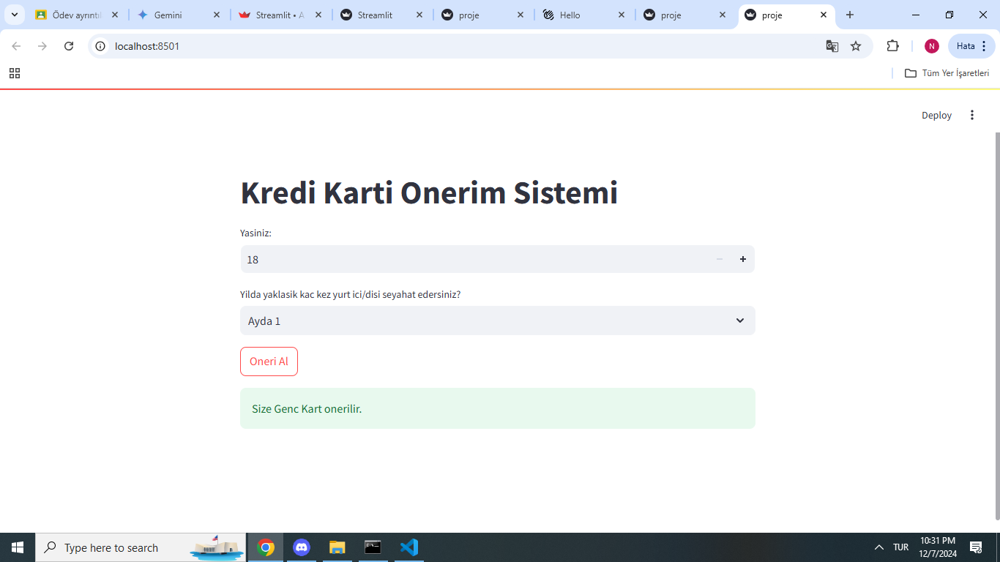 Ödev ayrıntıl
Gemini
Streamlit • A
Streamlit
proje
Hello
proje
proje
localhost:8501
N
Hata
Tüm Yer İşaretleri
Deploy
Kredi Karti Onerim Sistemi
Yasiniz:
18
Yilda yaklasik kac kez yurt ici/disi seyahat edersiniz?
Ayda 1
Oneri Al
Size Genc Kart onerilir.
Type here to search
TUR
10:31 PM
12/7/2024